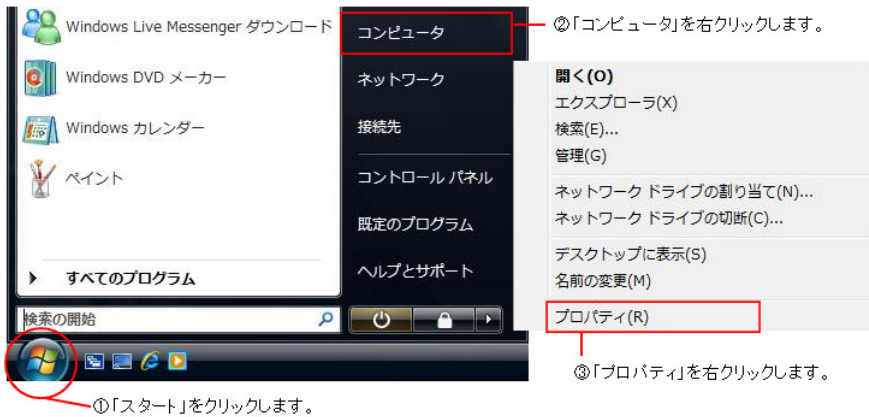 Windows Live Messenger ダウンロード
Windows DVD メーカー
Windows カレンダー
ペイント
すべてのプログラム
検索の開始
コンピュータ
ネットワーク
接続先
コントロール パネル
既定のプログラム
ヘルプとサポート
②「コンピュータ」を右クリックします。
開く(O)
エクスプローラ(X)
検索(E)...
管理(G)
ネットワーク ドライブの割り当て(N)...
ネットワーク ドライブの切断(C)...
デスクトップに表示(S)
名前の変更(M)
プロパティ(R)
③「プロパティ」を右クリックします。
①「スタート」をクリックします。